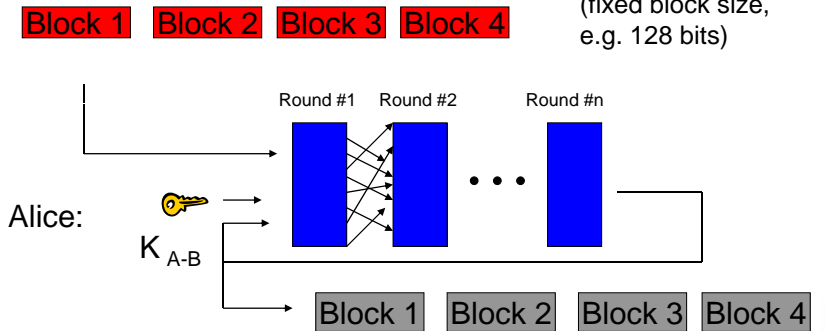 (fixed block size,
e.g. 128 bits)
Block 1 Block 2 Block 3 Block 4
Round #1 Round #2 Round #n
Alice:
K A-B
Block 1 Block 2 Block 3 Block 4